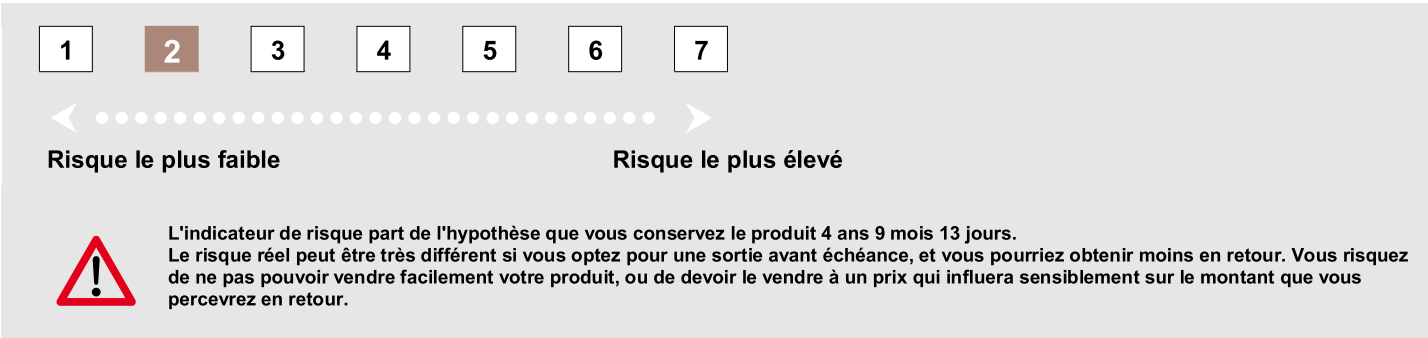 1 2 3 4 5 6 7
Risque le plus faible Risque le plus élevé
L'indicateur de risque part de l'hypothèse que vous conservez le produit 4 ans 9 mois 13 jours.
Le risque réel peut être très différent si vous optez pour une sortie avant échéance, et vous pourriez obtenir moins en retour. Vous risquez
de ne pas pouvoir vendre facilement votre produit, ou de devoir le vendre à un prix qui influera sensiblement sur le montant que vous
percevrez en retour.